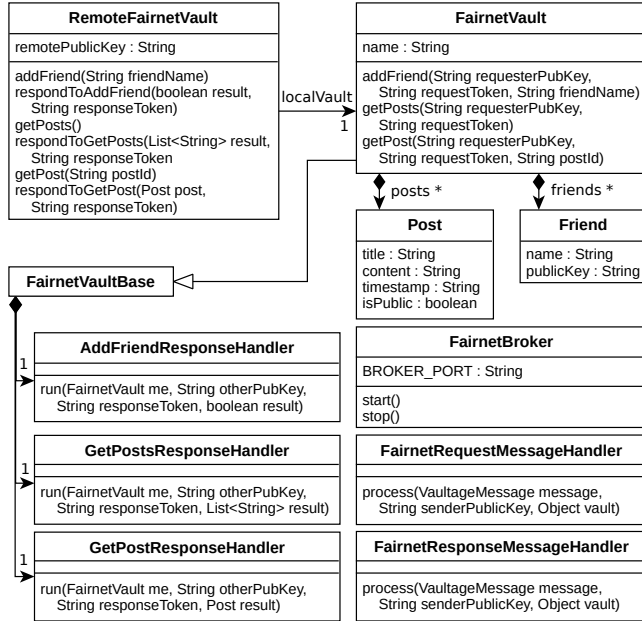 RemoteFairnetVault
remotePublicKey : String
addFriend(String friendName)
respondToAddFriend(boolean result,
String responseToken)
getPosts()
respondToGetPosts(List<String> result,
String responseToken
getPost(String postId)
respondToGetPost(Post post,
String responseToken)
localVault
1
FairnetVault
name : String
addFriend(String requesterPubKey,
String requestToken, String friendName)
getPosts(String requesterPubKey,
String requestToken)
getPost(String requesterPubKey,
String requestToken, String postId)
posts *
friends *
Post
title : String
content : String
timestamp : String
isPublic : boolean
Friend
name : String
publicKey : String
FairnetVaultBase
1
AddFriendResponseHandler
run(FairnetVault me, String otherPubKey,
String responseToken, boolean result)
FairnetBroker
BROKER_PORT : String
start()
stop()
1
GetPostsResponseHandler
run(FairnetVault me, String otherPubKey,
String responseToken, List<String> result)
FairnetRequestMessageHandler
process(VaultageMessage message,
String senderPublicKey, Object vault)
1
GetPostResponseHandler
run(FairnetVault me, String otherPubKey,
String responseToken, Post result)
FairnetResponseMessageHandler
process(VaultageMessage message,
String senderPublicKey, Object vault)